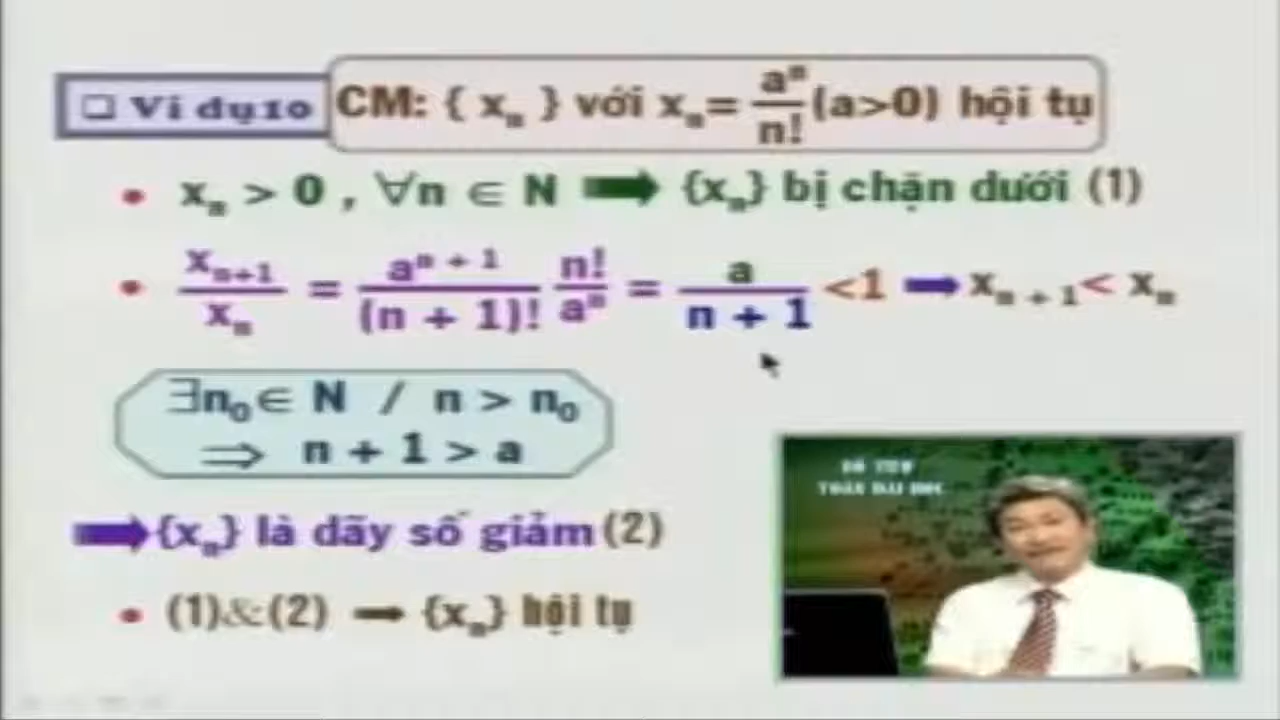 ❑ Ví dụ10 CM: { xₙ } với xₙ= aⁿ/n! (a>0) hội tụ
• xₙ > 0 , ∀n ∈ N ➡ {xₙ} bị chặn dưới (1)
• xₙ₊₁/xₙ = aⁿ⁺¹/(n + 1)! n!/aⁿ = a/(n + 1) <1 ➡ xₙ₊₁< xₙ
∃n₀∈ N / n > n₀
⇒ n + 1 > a
➡{xₙ} là dãy số giảm (2)
• (1)&(2) ➡ {xₙ} hội tụ